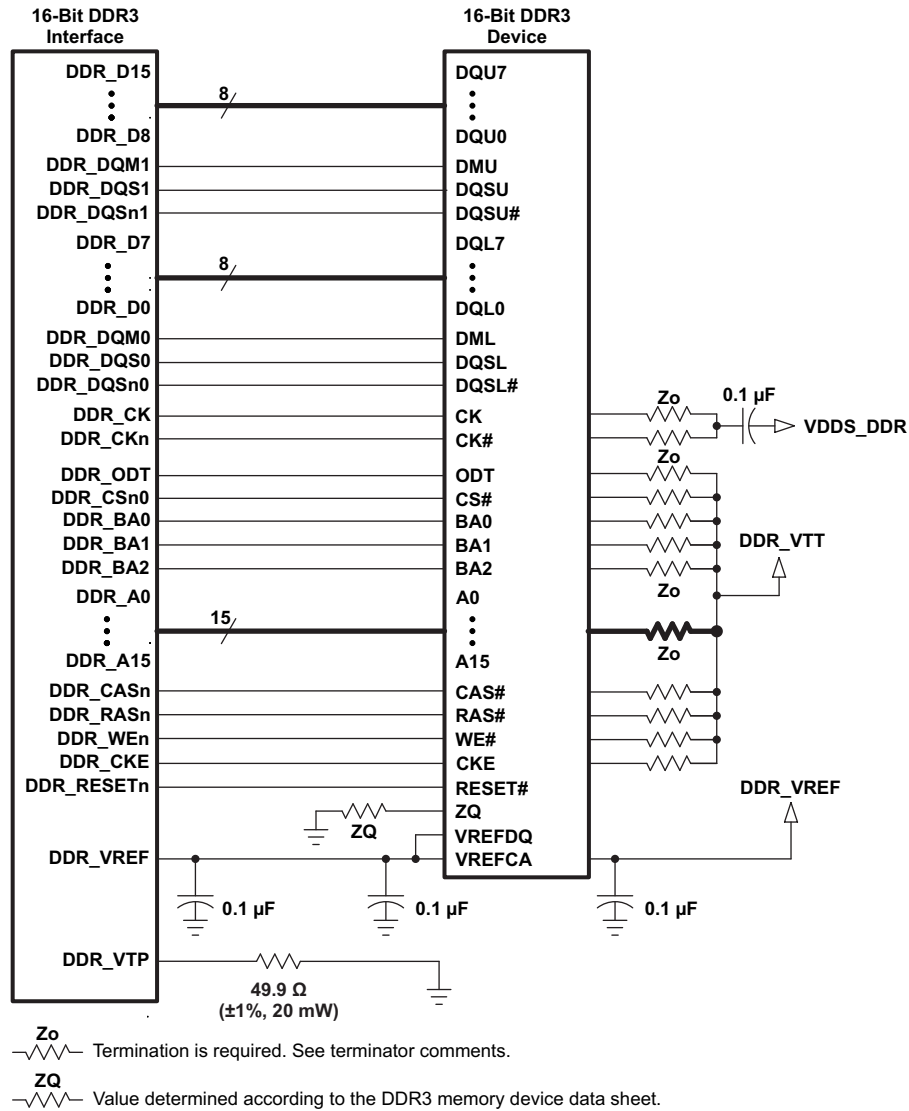 16-Bit DDR3
Interface
16-Bit DDR3
Device
DDR_D15
8
DQU7
DDR_D8
DQU0
DDR_DQM1
DMU
DDR_DQS1
DQSU
DDR_DQSn1
DQSU#
DDR_D7
8
DQL7
DDR_D0
DQL0
DDR_DQM0
DML
DDR_DQS0
DQSL
DDR_DQSn0
DQSL#
Zo
0.1 µF
DDR_CK
CK
VDDS_DDR
DDR_CKn
CK#
Zo
DDR_ODT
ODT
DDR_CSn0
CS#
DDR_BA0
BA0
DDR_BA1
BA1
DDR_VTT
DDR_BA2
BA2
Zo
DDR_A0
A0
15
Zo
DDR_A15
A15
DDR_CASn
CAS#
DDR_RASn
RAS#
DDR_WEn
WE#
DDR_CKE
CKE
DDR_RESETn
RESET#
DDR_VREF
ZQ
ZQ
VREFDQ
DDR_VREF
VREFCA
0.1 µF
0.1 µF
0.1 µF
DDR_VTP
49.9 Ω
(±1%, 20 mW)
Zo
Termination is required. See terminator comments.
ZQ
Value determined according to the DDR3 memory device data sheet.